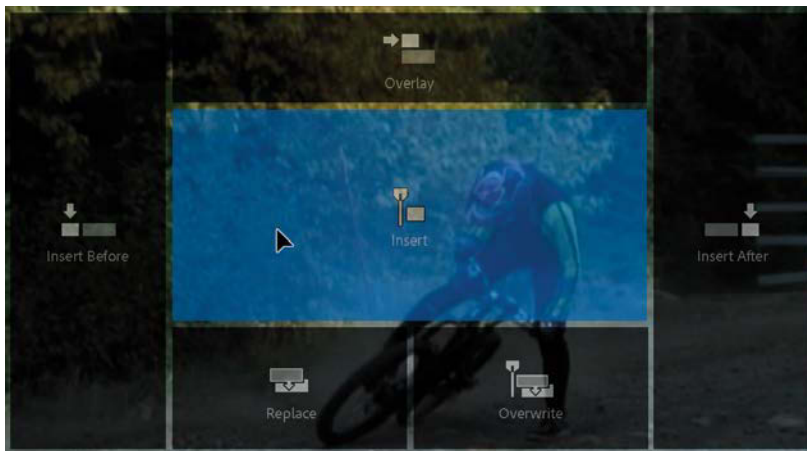 Overlay
Insert Before
Insert
Insert After
Replace
Overwrite